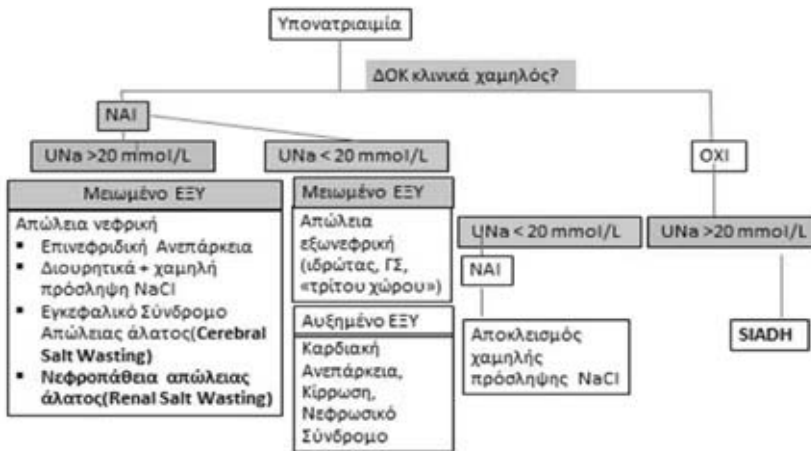 Υπονατριαιμία
ΔΟΚ κλινικά χαμηλός?
ΝΑΙ
UNa >20 mmol/L
Μειωμένο ΕΞΥ
Απώλεια νεφρική
▪ Επινεφριδική Ανεπάρκεια
▪ Διουρητικά + χαμηλή
πρόσληψη NaCl
▪ Εγκεφαλικό Σύνδρομο
Απώλειας άλατος(Cerebral
Salt Wasting)
▪ Νεφροπάθεια απώλειας
άλατος(Renal Salt Wasting)
UNa < 20 mmol/L
Μειωμένο ΕΞΥ
Απώλεια
εξωνεφρική
(ιδρώτας, ΓΣ,
«τρίτου χώρου»)
Αυξημένο ΕΞΥ
Καρδιακή
Ανεπάρκεια,
Κίρρωση,
Νεφρωσικό
Σύνδρομο
ΟΧΙ
UNa < 20 mmol/L
ΝΑΙ
Αποκλεισμός
χαμηλής
πρόσληψης NaCl
UNa >20 mmol/L
SIADH